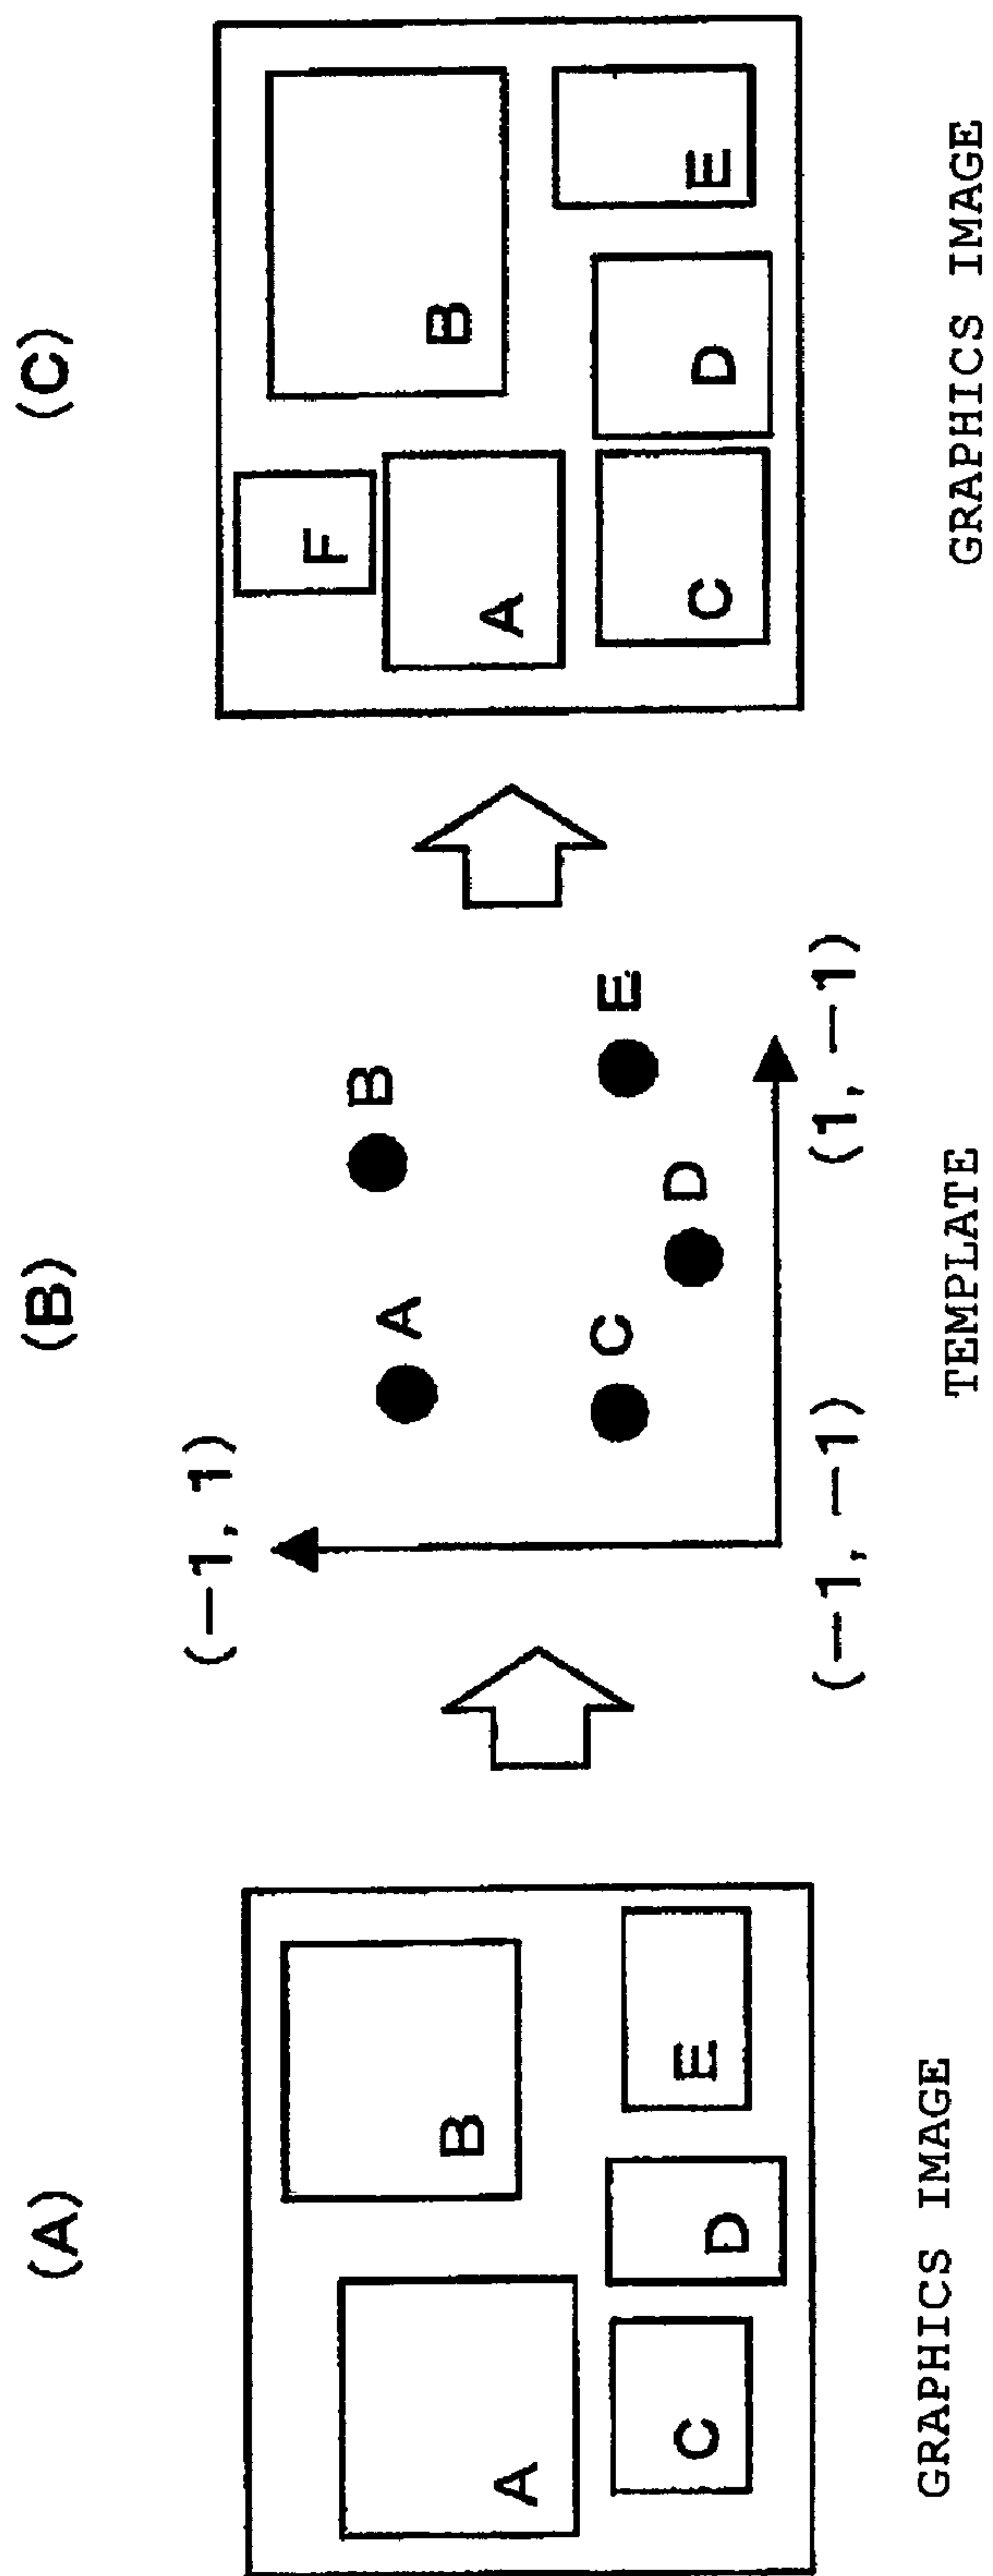 (A)
A
B
C
D
E
GRAPHICS IMAGE
(B)
(−1, 1)
A
B
C
D
E
(−1, −1)
(1, −1)
TEMPLATE
(C)
F
A
B
C
D
E
GRAPHICS IMAGE